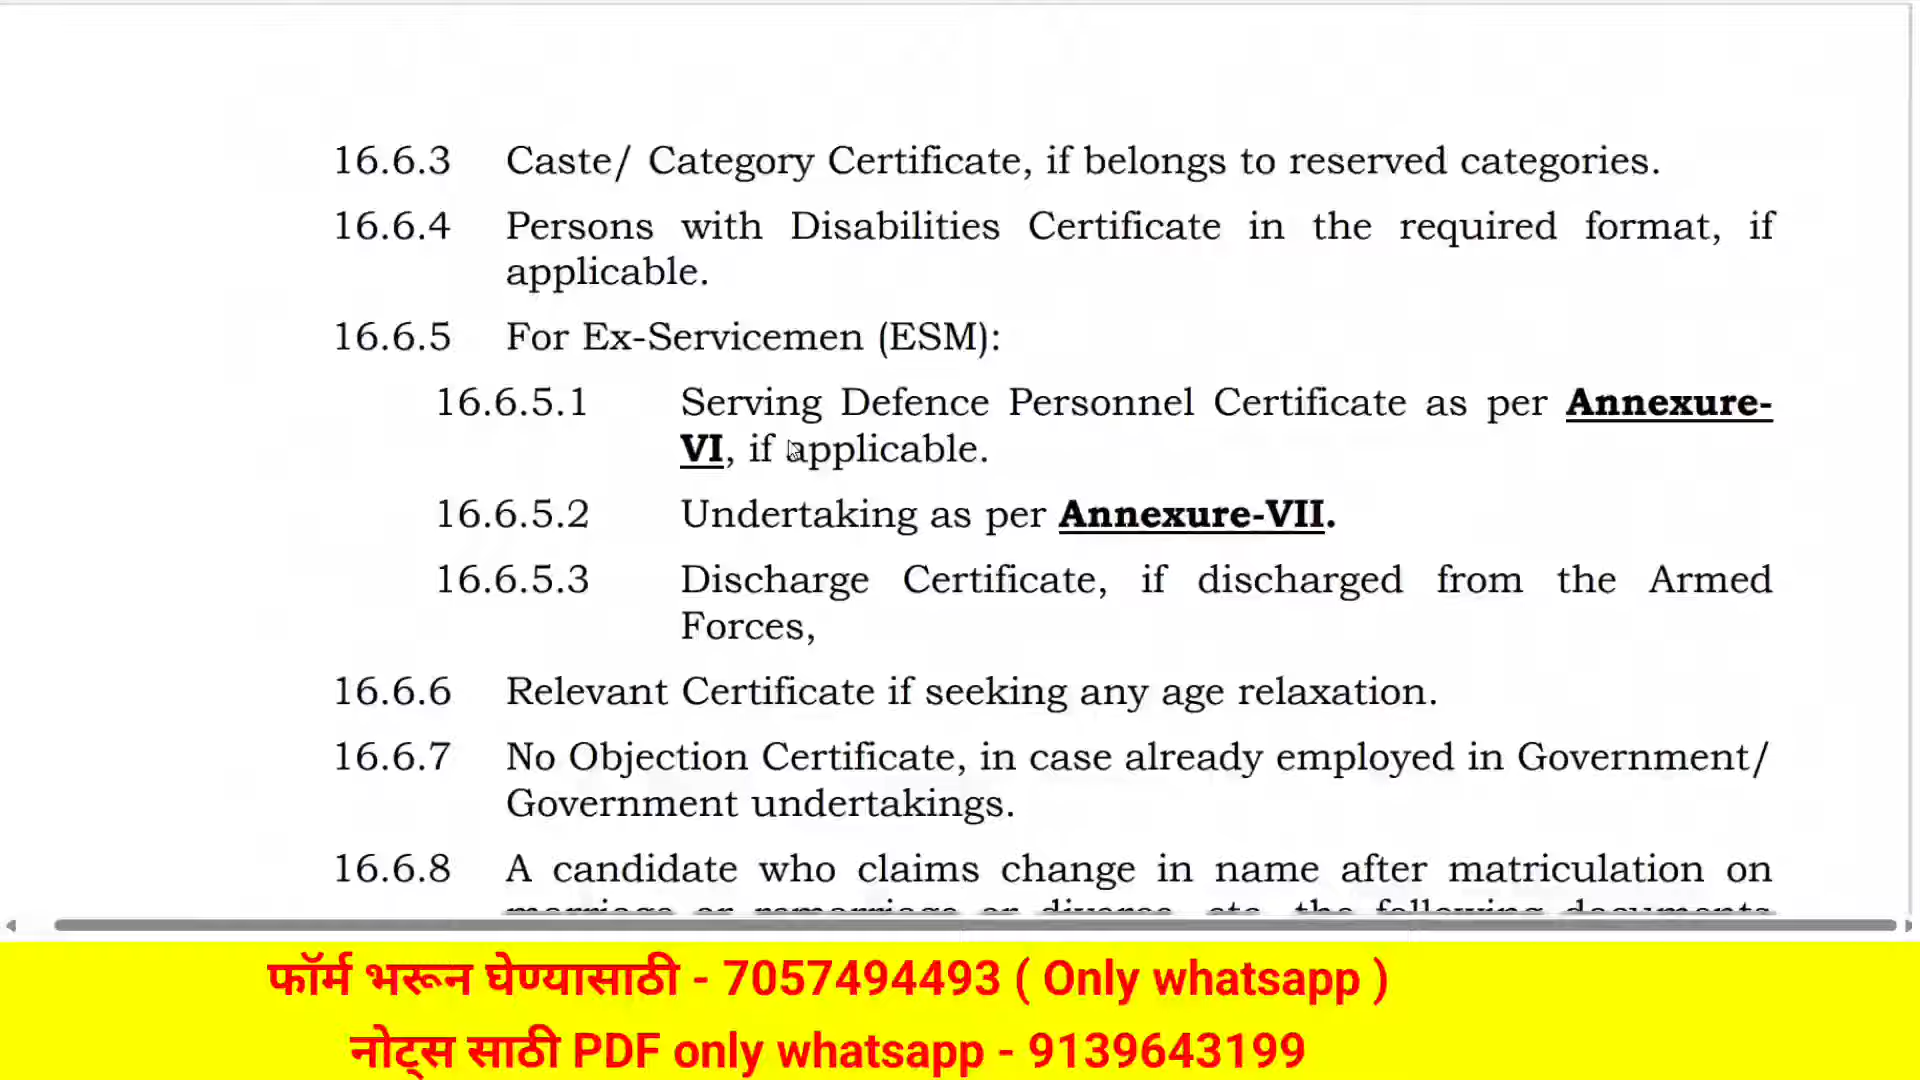 16.6.3 Caste/ Category Certificate, if belongs to reserved categories.
16.6.4 Persons with Disabilities Certificate in the required format, if
applicable.
16.6.5 For Ex-Servicemen (ESM):
16.6.5.1 Serving Defence Personnel Certificate as per Annexure-
VI, if applicable.
16.6.5.2 Undertaking as per Annexure-VII.
16.6.5.3 Discharge Certificate, if discharged from the Armed
Forces,
16.6.6 Relevant Certificate if seeking any age relaxation.
16.6.7 No Objection Certificate, in case already employed in Government/
Government undertakings.
16.6.8 A candidate who claims change in name after matriculation on
फॉर्म भरून घेण्यासाठी - 7057494493 ( Only whatsapp )
नोट्स साठी PDF only whatsapp - 9139643199